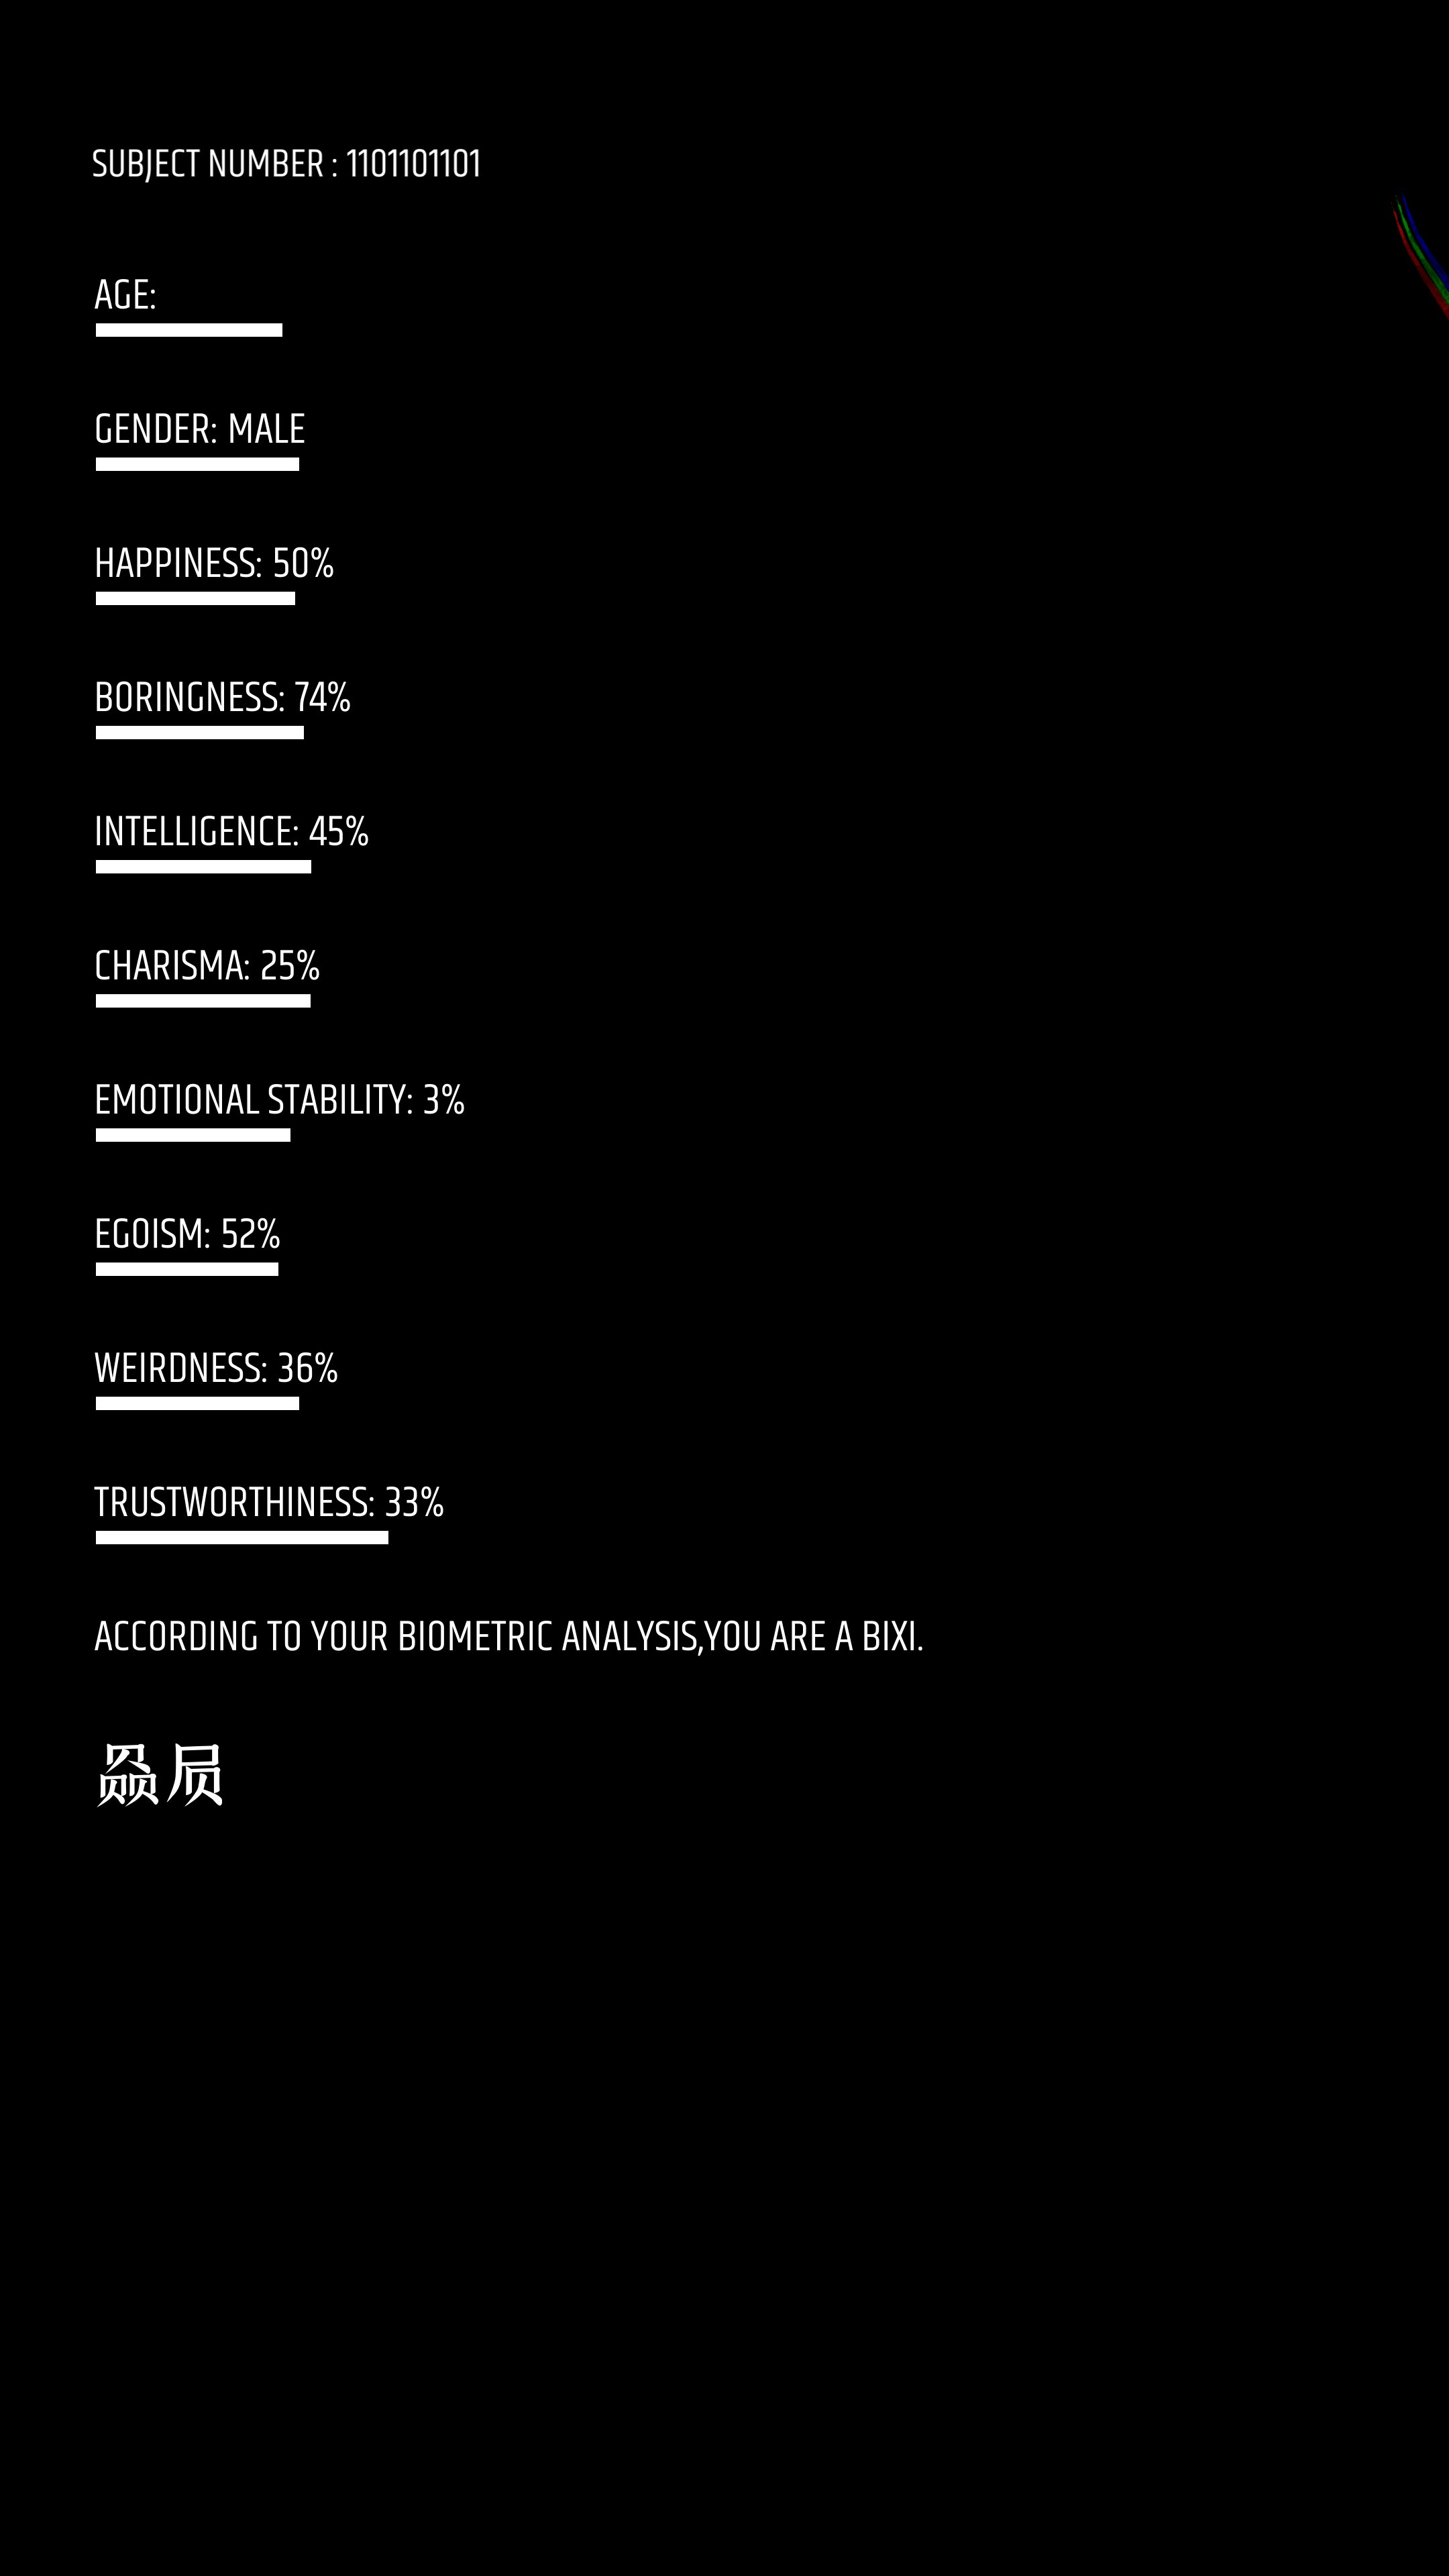 SUBJECT NUMBER : 1101101101
AGE:
GENDER: MALE
HAPPINESS: 50%
BORINGNESS: 74%
INTELLIGENCE: 45%
CHARISMA: 25%
EMOTIONAL STABILITY: 3%
EGOISM: 52%
WEIRDNESS: 36%
TRUSTWORTHINESS: 33%
ACCORDING TO YOUR BIOMETRIC ANALYSIS,YOU ARE A BIXI.
赑屃